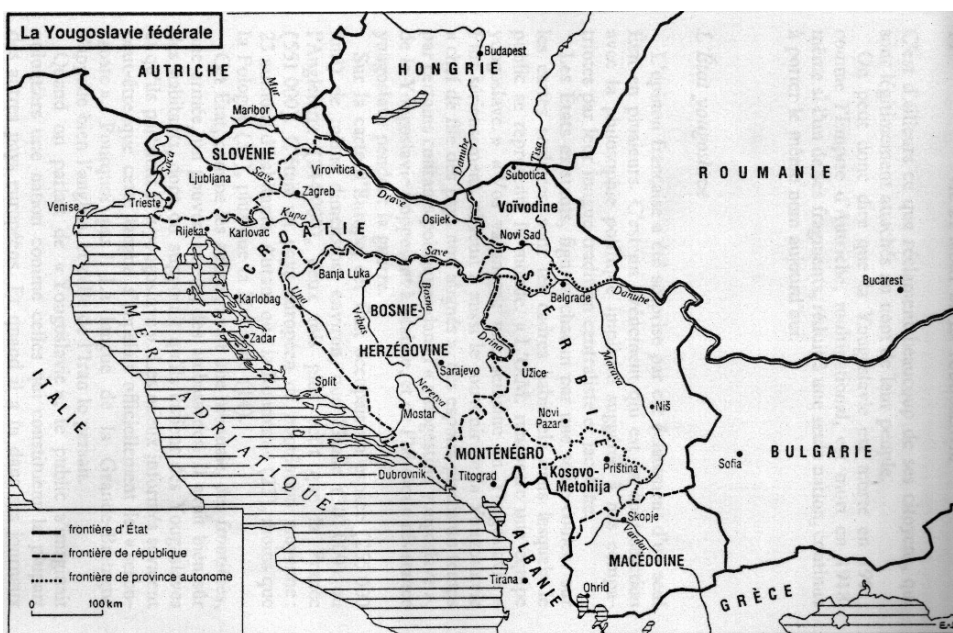 La Yougoslavie fédérale
AUTRICHE
HONGRIE
Budapest
Mur
Maribor
SLOVÉNIE
Ljubljana
Save
Soča
Trieste
Venise
Virovitica
Drave
Danube
Tisa
Subotica
ROUMANIE
Zagreb
Kupa
Karlovac
Rijeka
CROATIE
Osijek
Voïvodine
Novi Sad
Save
Banja Luka
Una
Vrbas
Bosna
BOSNIE-
HERZÉGOVINE
Drina
Belgrade
Danube
Bucarest
Karlobag
Zadar
MER ADRIATIQUE
ITALIE
Sarajevo
Solit
Mostar
Neretva
Užice
SERBIE
Morava
Novi
Pazar
Niš
Dubrovnik
MONTÉNÉGRO
Titograd
Kosovo-
Metohija
Priština
Sofia
BULGARIE
Skopje
Vardar
MACÉDOINE
ALBANIE
Tirana
Ohrid
GRÈCE
frontière d'État
frontière de république
frontière de province autonome
0 100 km